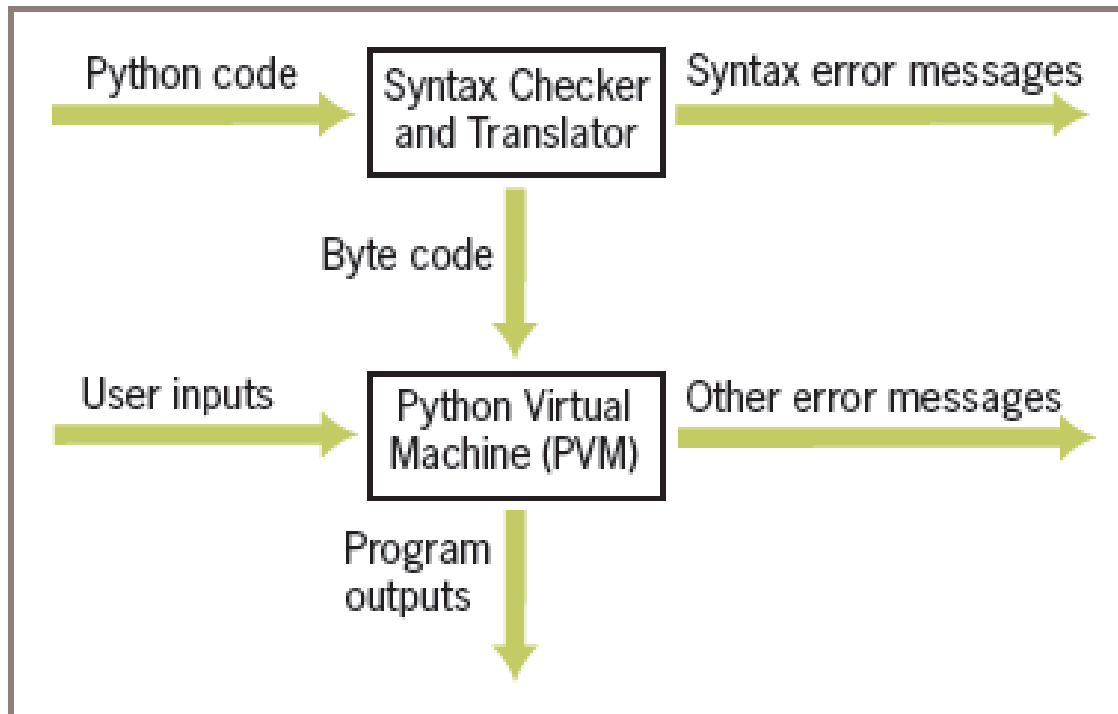 Python code
Syntax Checker
and Translator
Syntax error messages
Byte code
User inputs
Python Virtual
Machine (PVM)
Other error messages
Program
outputs